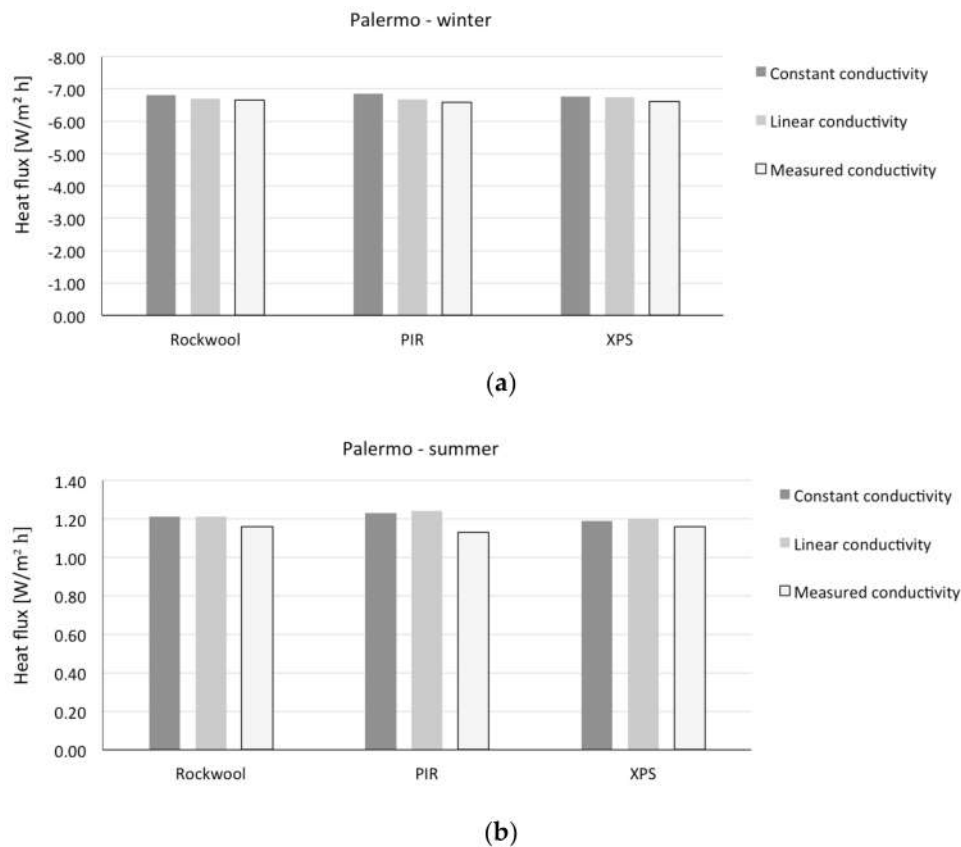 Palermo - winter
Heat flux [W/m² h]
-8.00
-7.00
-6.00
-5.00
-4.00
-3.00
-2.00
-1.00
0.00
Rockwool PIR XPS
Constant conductivity
Linear conductivity
Measured conductivity
(a)
Palermo - summer
Heat flux [W/m² h]
1.40
1.20
1.00
0.80
0.60
0.40
0.20
0.00
Rockwool PIR XPS
Constant conductivity
Linear conductivity
Measured conductivity
(b)